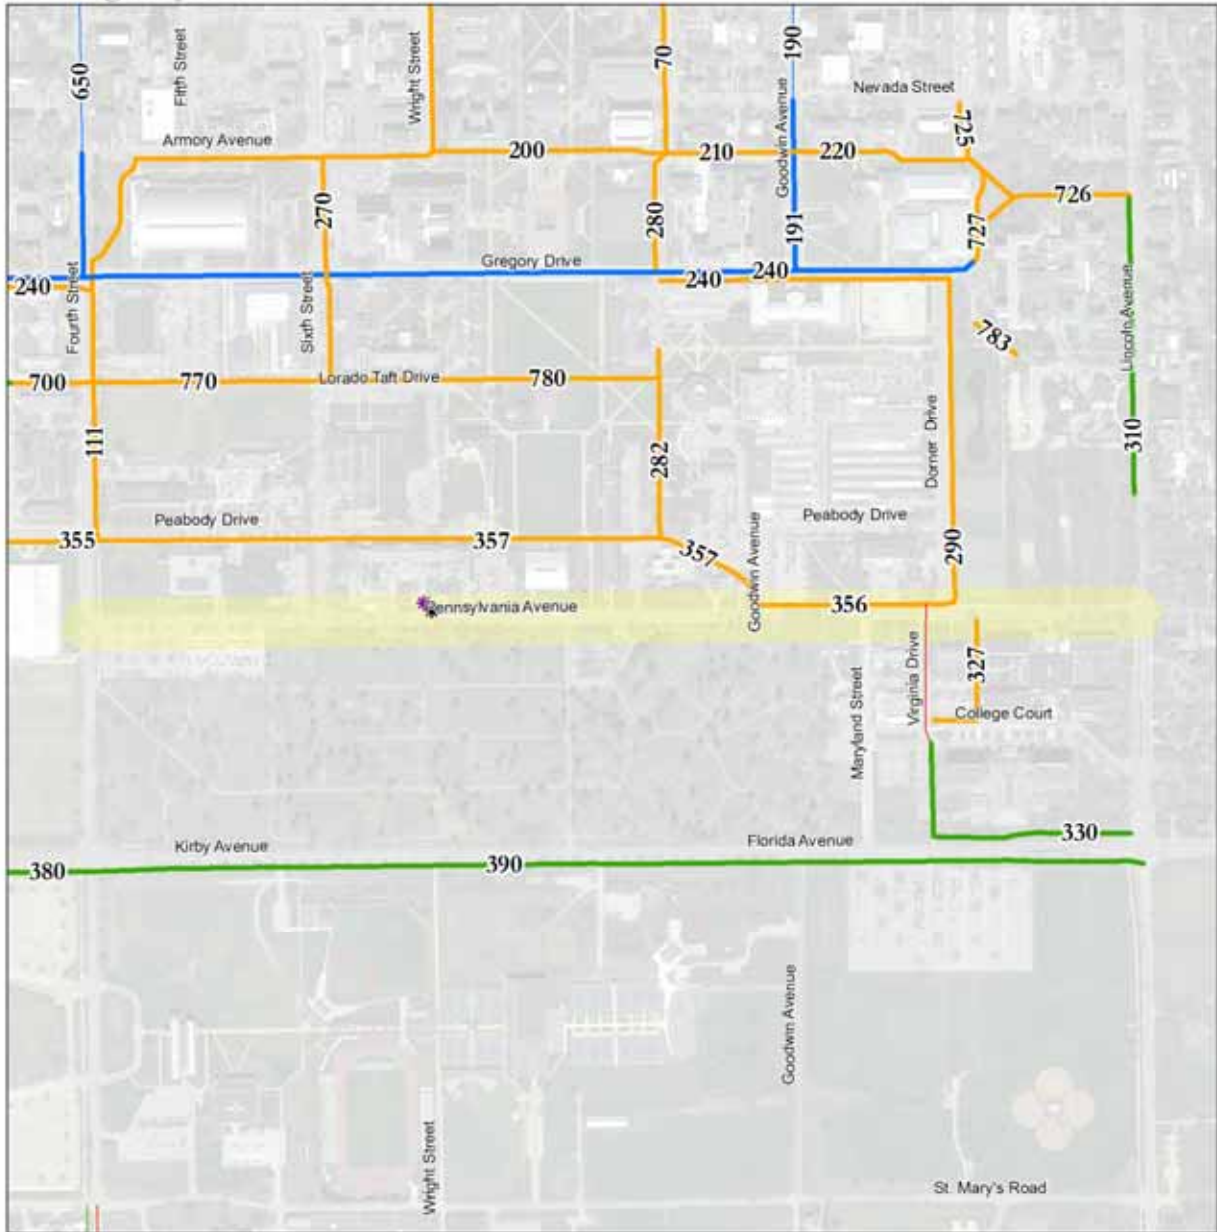 650
Fifth Street
Wright Street
70
190
Nevada Street
Armory Avenue
200
210
Goodwin Avenue
220
725
270
280
191
727
726
Gregory Drive
240
Fourth Street
Sixth Street
240
240
783
Lincoln Avenue
700
770
Lorado Taft Drive
780
111
282
Dorner Drive
310
Peabody Drive
Peabody Drive
355
357
357
Goodwin Avenue
290
Pennsylvania Avenue
356
327
Maryland Street
Virginia Drive
College Court
Kirby Avenue
Florida Avenue
330
380
390
Goodwin Avenue
Wright Street
St. Mary's Road